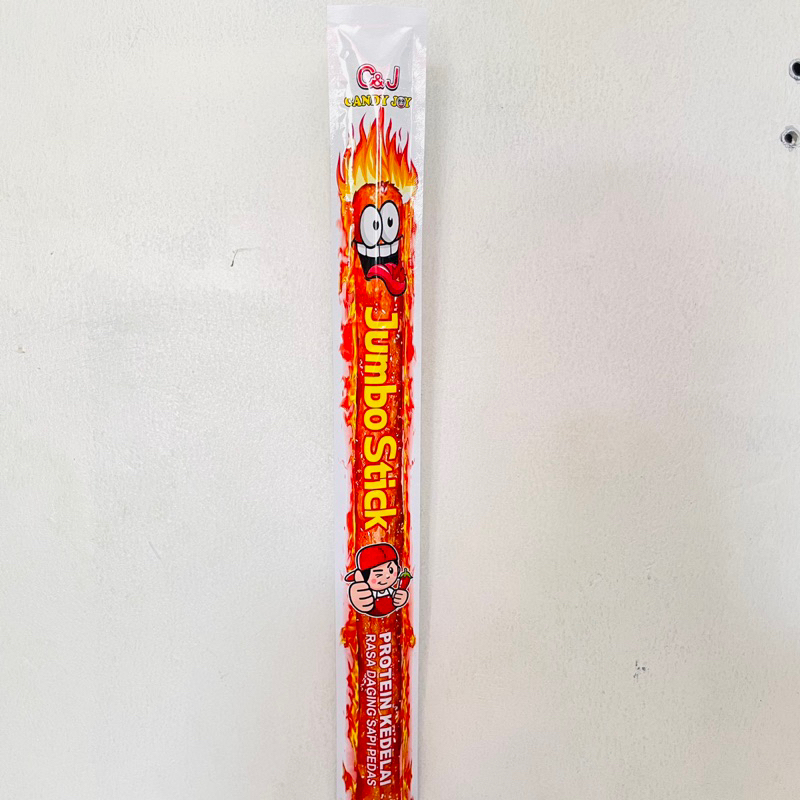 C&J
CANDY JOY
Jumbo Stick
PROTEIN KEDELAI
RASA DAGING SAPI PEDAS